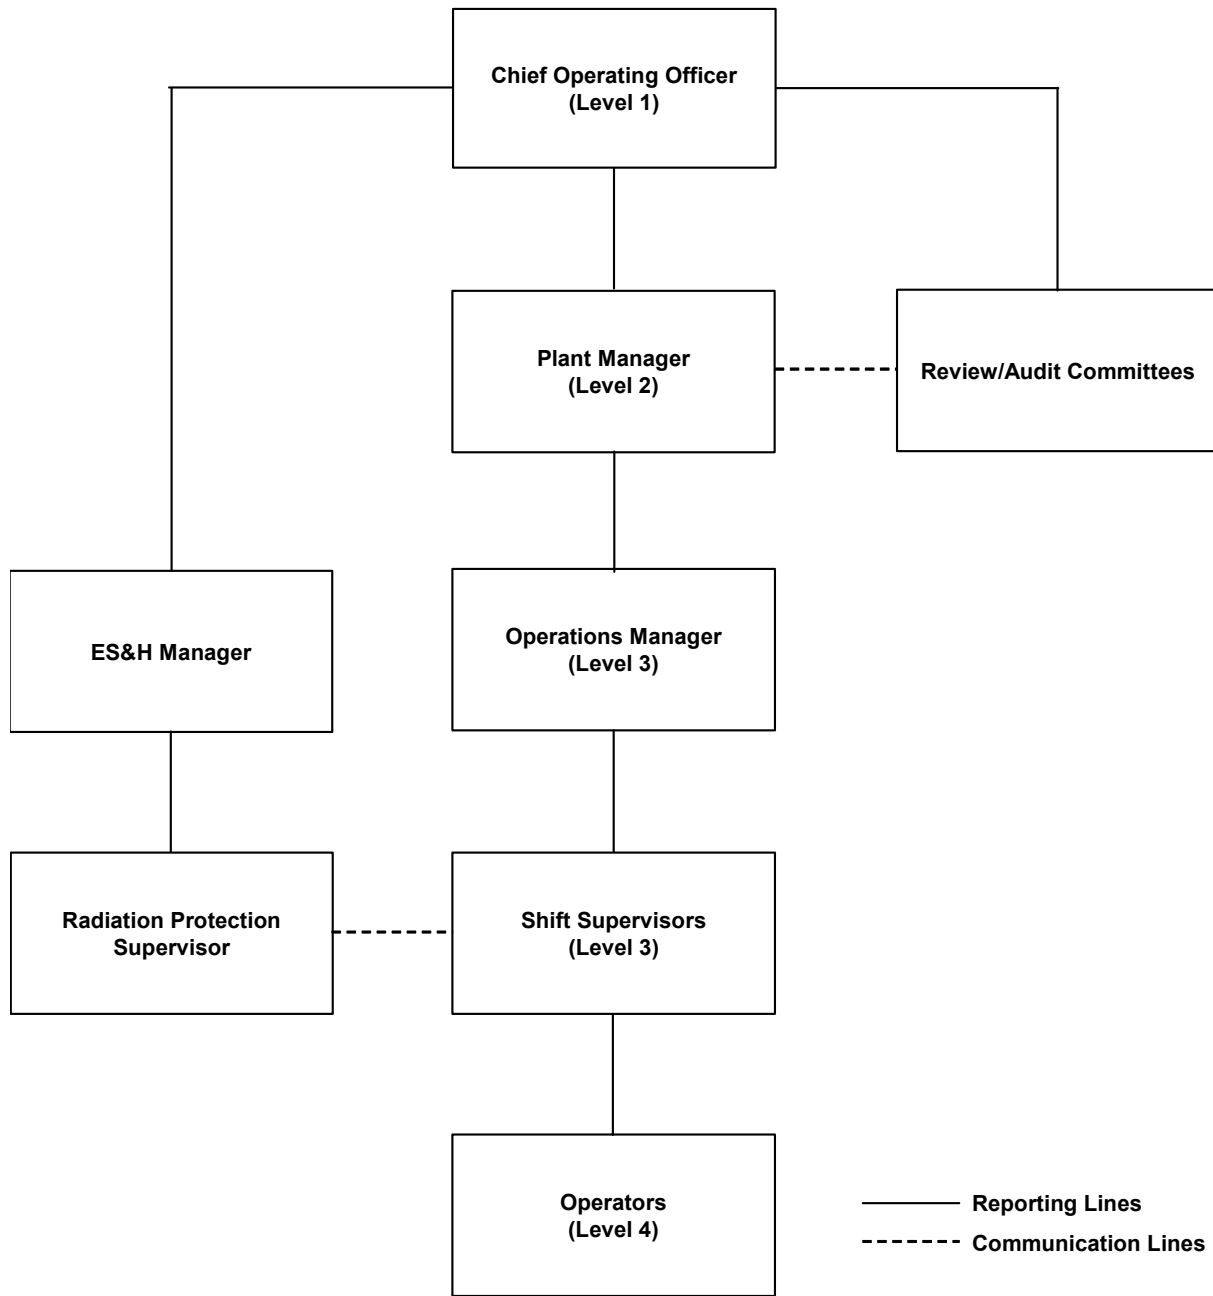 Chief Operating Officer
(Level 1)
Plant Manager
(Level 2)
Review/Audit Committees
ES&H Manager
Operations Manager
(Level 3)
Radiation Protection
Supervisor
Shift Supervisors
(Level 3)
Operators
(Level 4)
Reporting Lines
Communication Lines